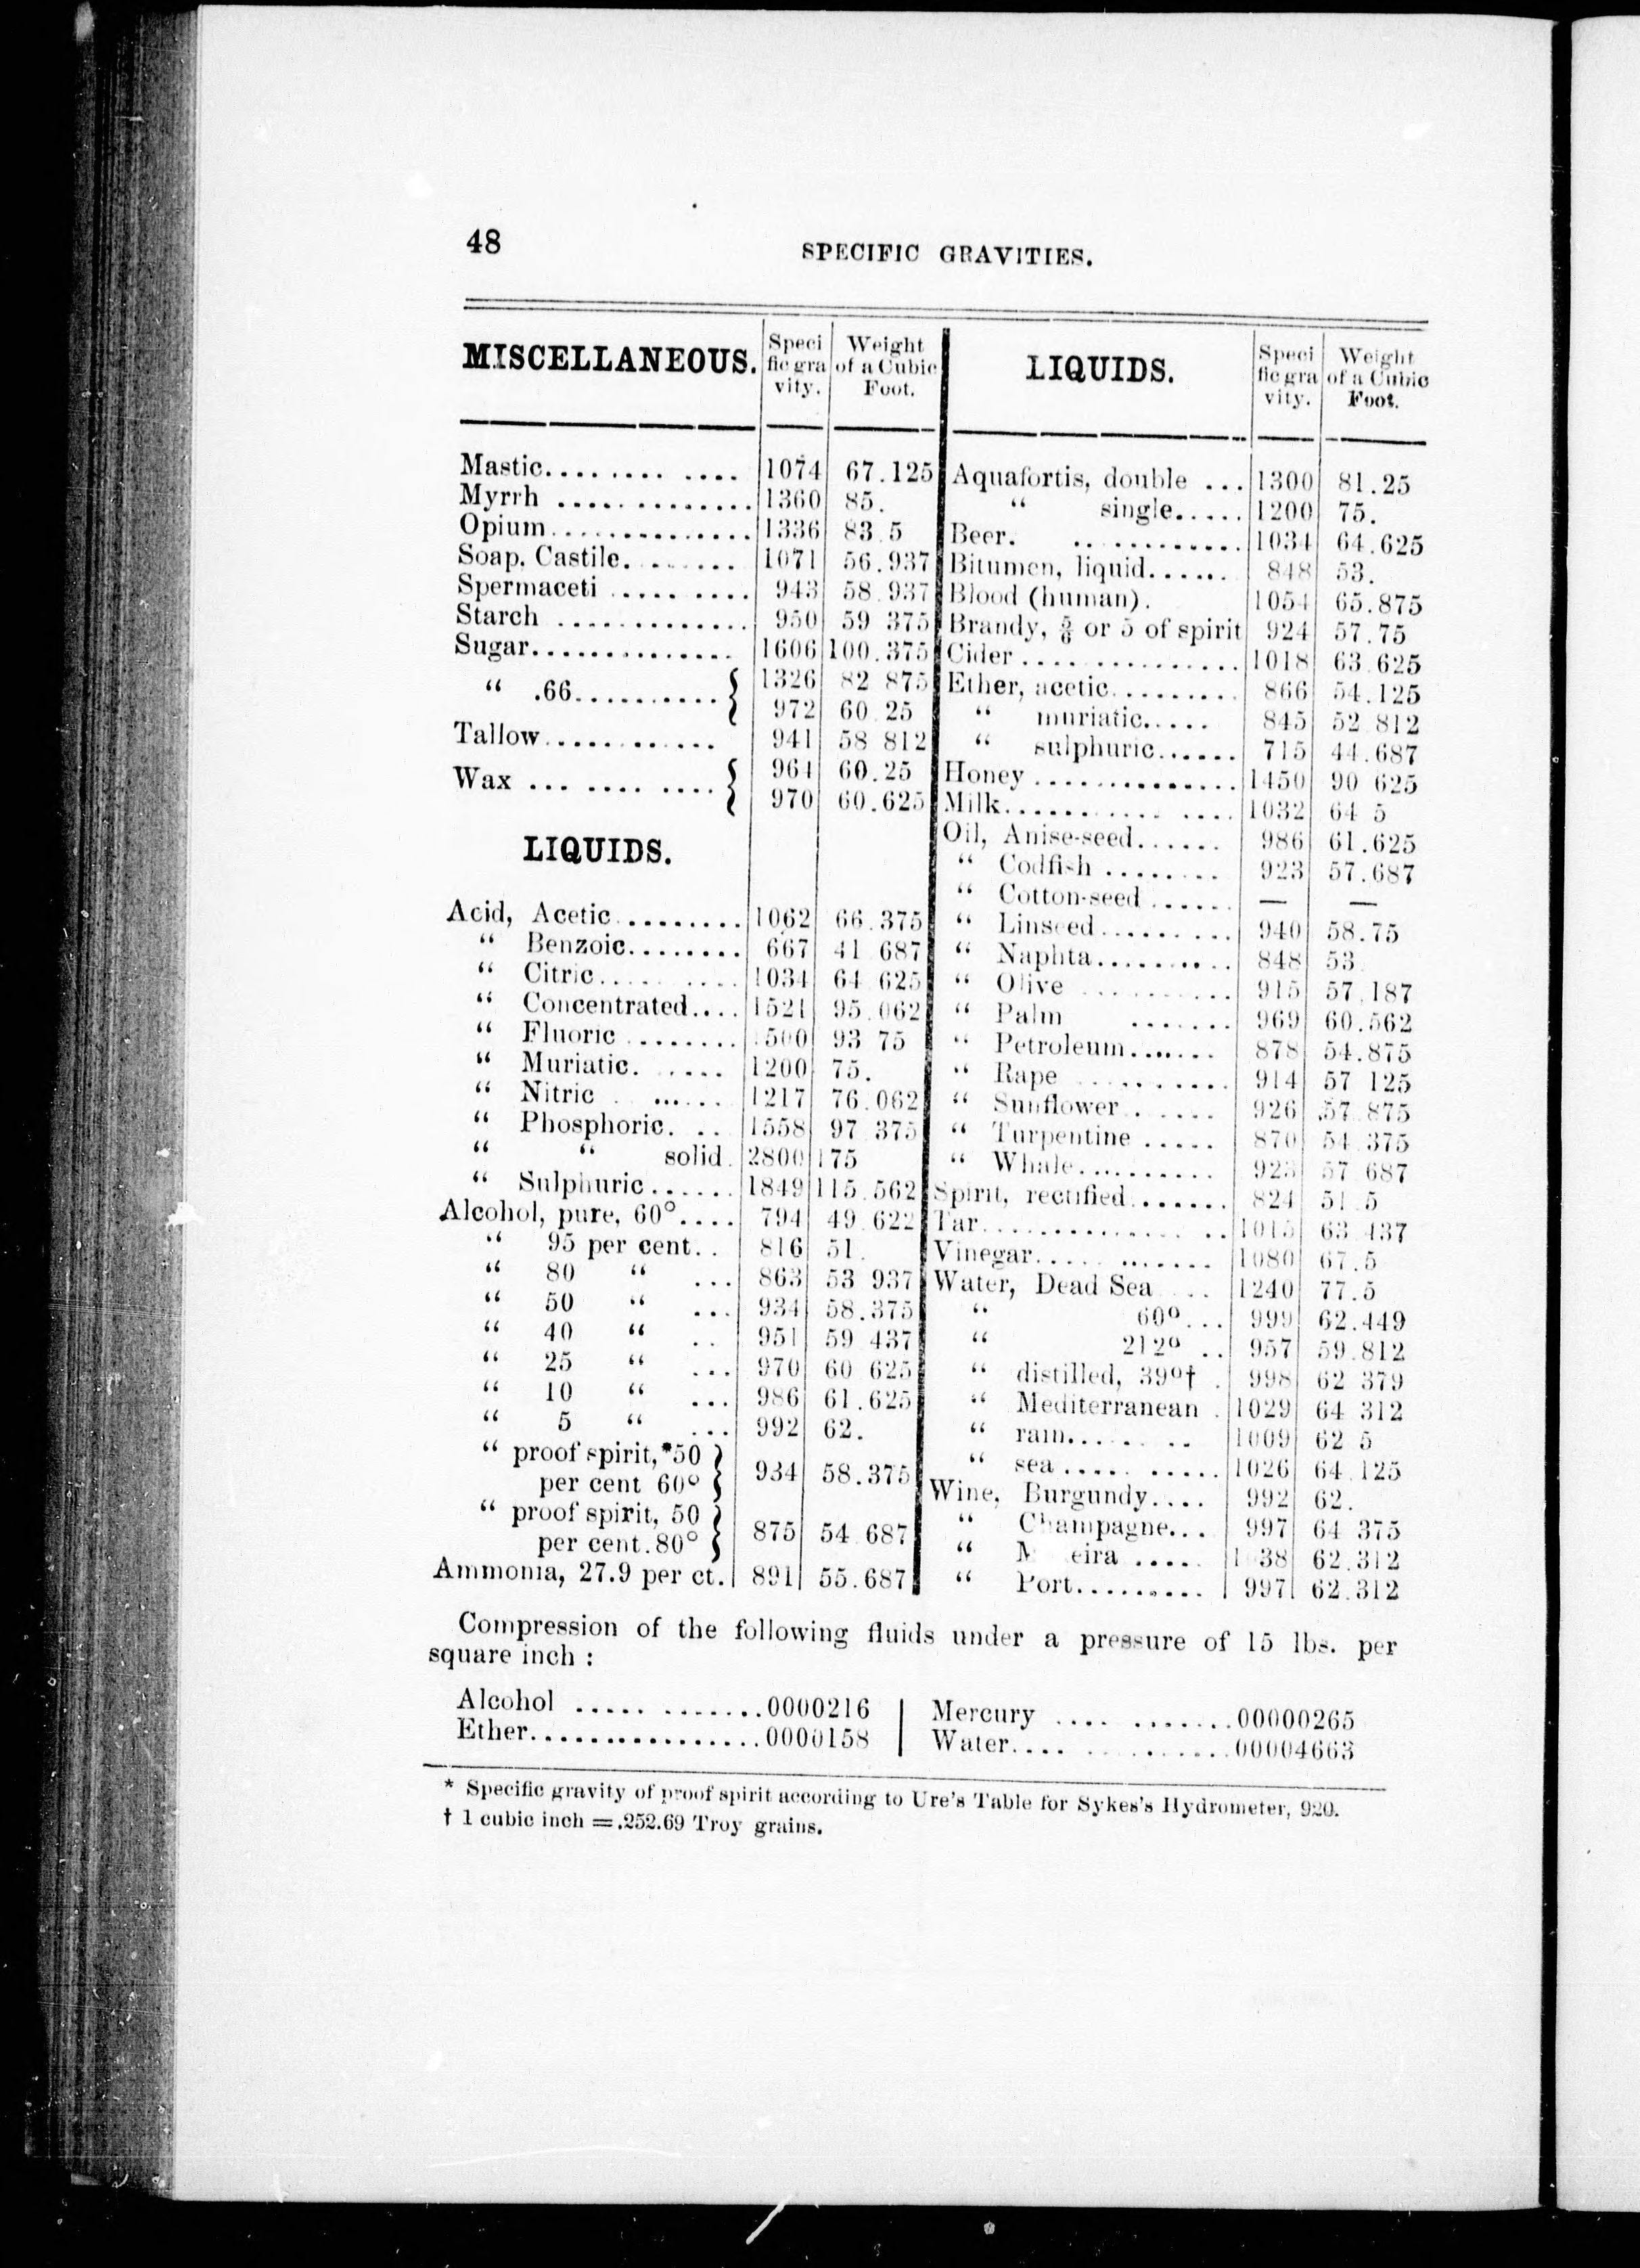 48 SPECIFIC GRAVITIES.
MISCELLANEOUS. Speci fic gra vity. Weight of a Cubic Foot.
Mastic.... .... .... 1074 67.125
Myrrh .............. 1360 85.
Opium............... 1336 83 5
Soap, Castile........ 1071 56.937
Spermaceti .......... 943 58 937
Starch .............. 950 59 375
Sugar............... 1606 100.375
“ .66........... { 1326 82 875
972 60 25
Tallow............ 941 58 812
Wax ... .... .... { 964 60.25
970 60.625
LIQUIDS.
Acid, Acetic......... 1062 66.375
“ Benzoic........ 667 41 687
“ Citric.... .... 1034 64 625
“ Concentrated.... 1521 95.062
“ Fluoric ........ 500 93 75
“ Muriatic. ...... 1200 75.
“ Nitric . ...... 1217 76.062
“ Phosphoric. .. 1558 97 375
“ “ solid. 2800 175
“ Sulphuric...... 1849 115.562
Alcohol, pure, 60°.... 794 49.622
“ 95 per cent.. 816 51.
“ 80 “ ... 863 53 937
“ 50 “ ... 934 58.375
“ 40 “ .. 951 59 437
“ 25 “ ... 970 60 625
“ 10 “ ... 986 61.625
“ 5 “ ... 992 62.
“ proof spirit,*50 }
per cent 60° } 934 58.375
“ proof spirit, 50 }
per cent. 80° } 875 54.687
Ammonia, 27.9 per ct. 891 55.687
LIQUIDS. Speci fic gra vity. Weight of a Cubic Foot.
Aquafortis, double ... 1300 81.25
“ single..... 1200 75.
Beer. ............ 1034 64.625
Bitumen, liquid...... 848 53.
Blood (human). 1054 65.875
Brandy, ⅚ or 5 of spirit 924 57.75
Cider ............... 1018 63.625
Ether, acetic......... 866 54.125
“ muriatic..... 845 52 812
“ sulphuric...... 715 44.687
Honey .............. 1450 90 625
Milk............ .... 1032 64 5
Oil, Anise-seed...... 986 61.625
“ Codfish ........ 923 57.687
“ Cotton-seed ...... — —
“ Linseed.......... 940 58.75
“ Naphta.......... 848 53
“ Olive ........... 915 57.187
“ Palm ....... 969 60.562
“ Petroleum....... 878 54.875
“ Rape ........... 914 57 125
“ Sunflower....... 926 57.875
“ Turpentine ..... 870 54.375
“ Whale.......... 923 57 687
Spirit, rectified....... 824 51.5
Tar................ .. 1015 63 437
Vinegar..... ....... 1080 67.5
Water, Dead Sea .... 1240 77.5
“ 60°... 999 62.449
“ 212° .. 957 59.812
“ distilled, 39°† . 998 62 379
“ Mediterranean . 1029 64 312
“ rain...... .. 1009 62 5
“ sea ..... ..... 1026 64.125
Wine, Burgundy.... 992 62.
“ Champagne... 997 64 375
“ M eira ..... 1 38 62.312
“ Port......... 997 62.312
Compression of the following fluids under a pressure of 15 lbs. per
square inch :
Alcohol ..... .......0000216 | Mercury .... .......00000265
Ether................0000158 | Water.... ..........00004663
* Specific gravity of proof spirit according to Ure's Table for Sykes's Hydrometer, 920.
† 1 cubic inch = .252.69 Troy grains.